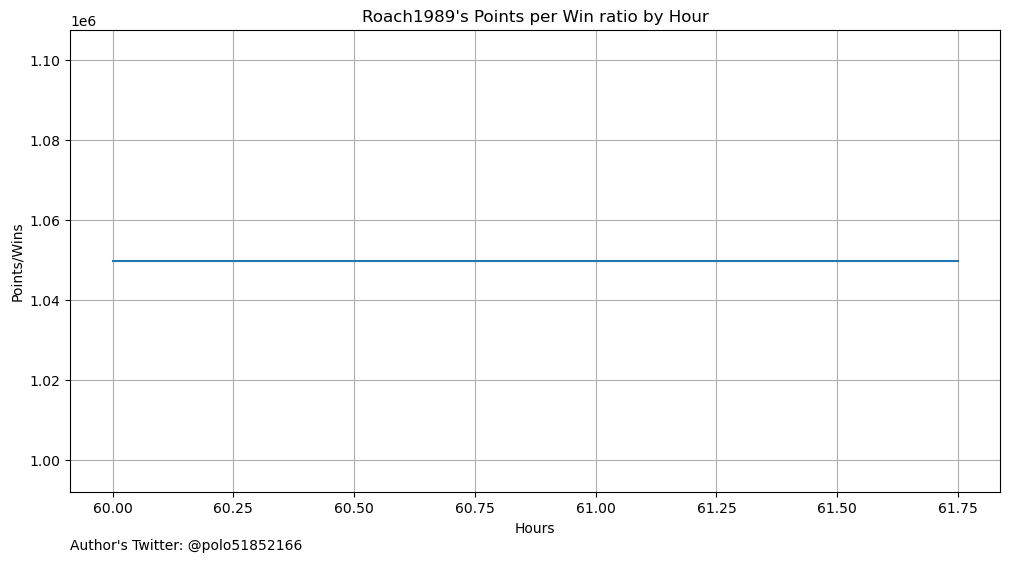 Roach1989's Points per Win ratio by Hour
1e6
1.10
1.08
1.06
1.04
1.02
1.00
Points/Wins
60.00 60.25 60.50 60.75 61.00 61.25 61.50 61.75
Hours
Author's Twitter: @polo51852166